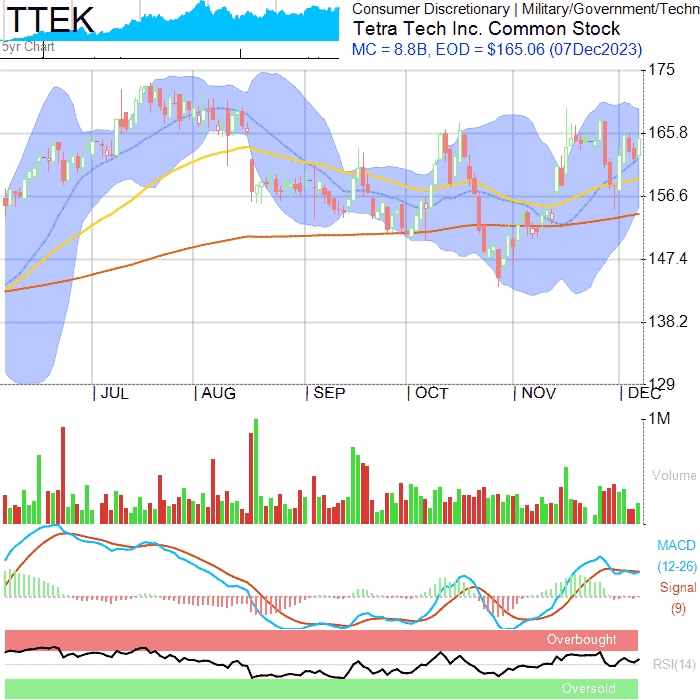 TTEK
5yr Chart
Consumer Discretionary | Military/Government/Techn
Tetra Tech Inc. Common Stock
MC = 8.8B, EOD = $165.06 (07Dec2023)
175
165.8
156.6
147.4
138.2
129
JUL AUG SEP OCT NOV DEC
1M
Volume
MACD
(12-26)
Signal
(9)
Overbought
RSI(14)
Oversold